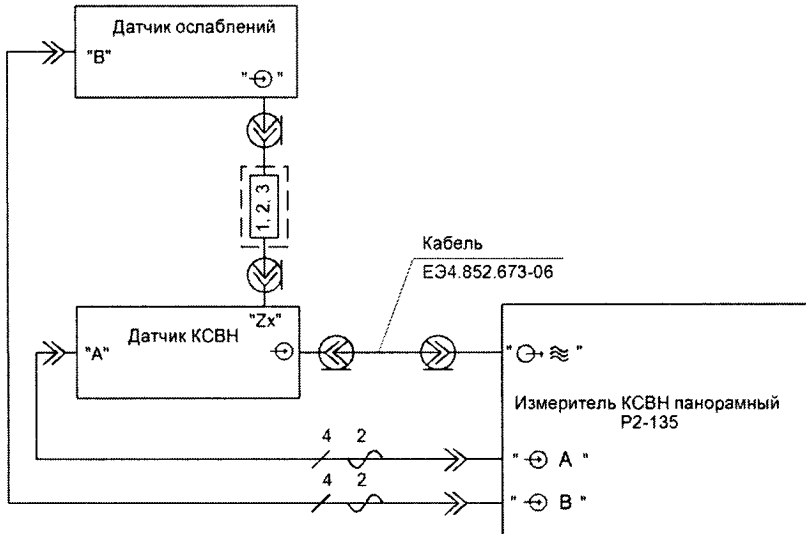 Датчик ослаблений
"В"
" "
1, 2, 3
Кабель
ЕЭ4.852.673-06
"Zx"
Датчик КСВН
"А"
" "
Измеритель КСВН панорамный
Р2-135
4 2
" А "
4 2
" В "